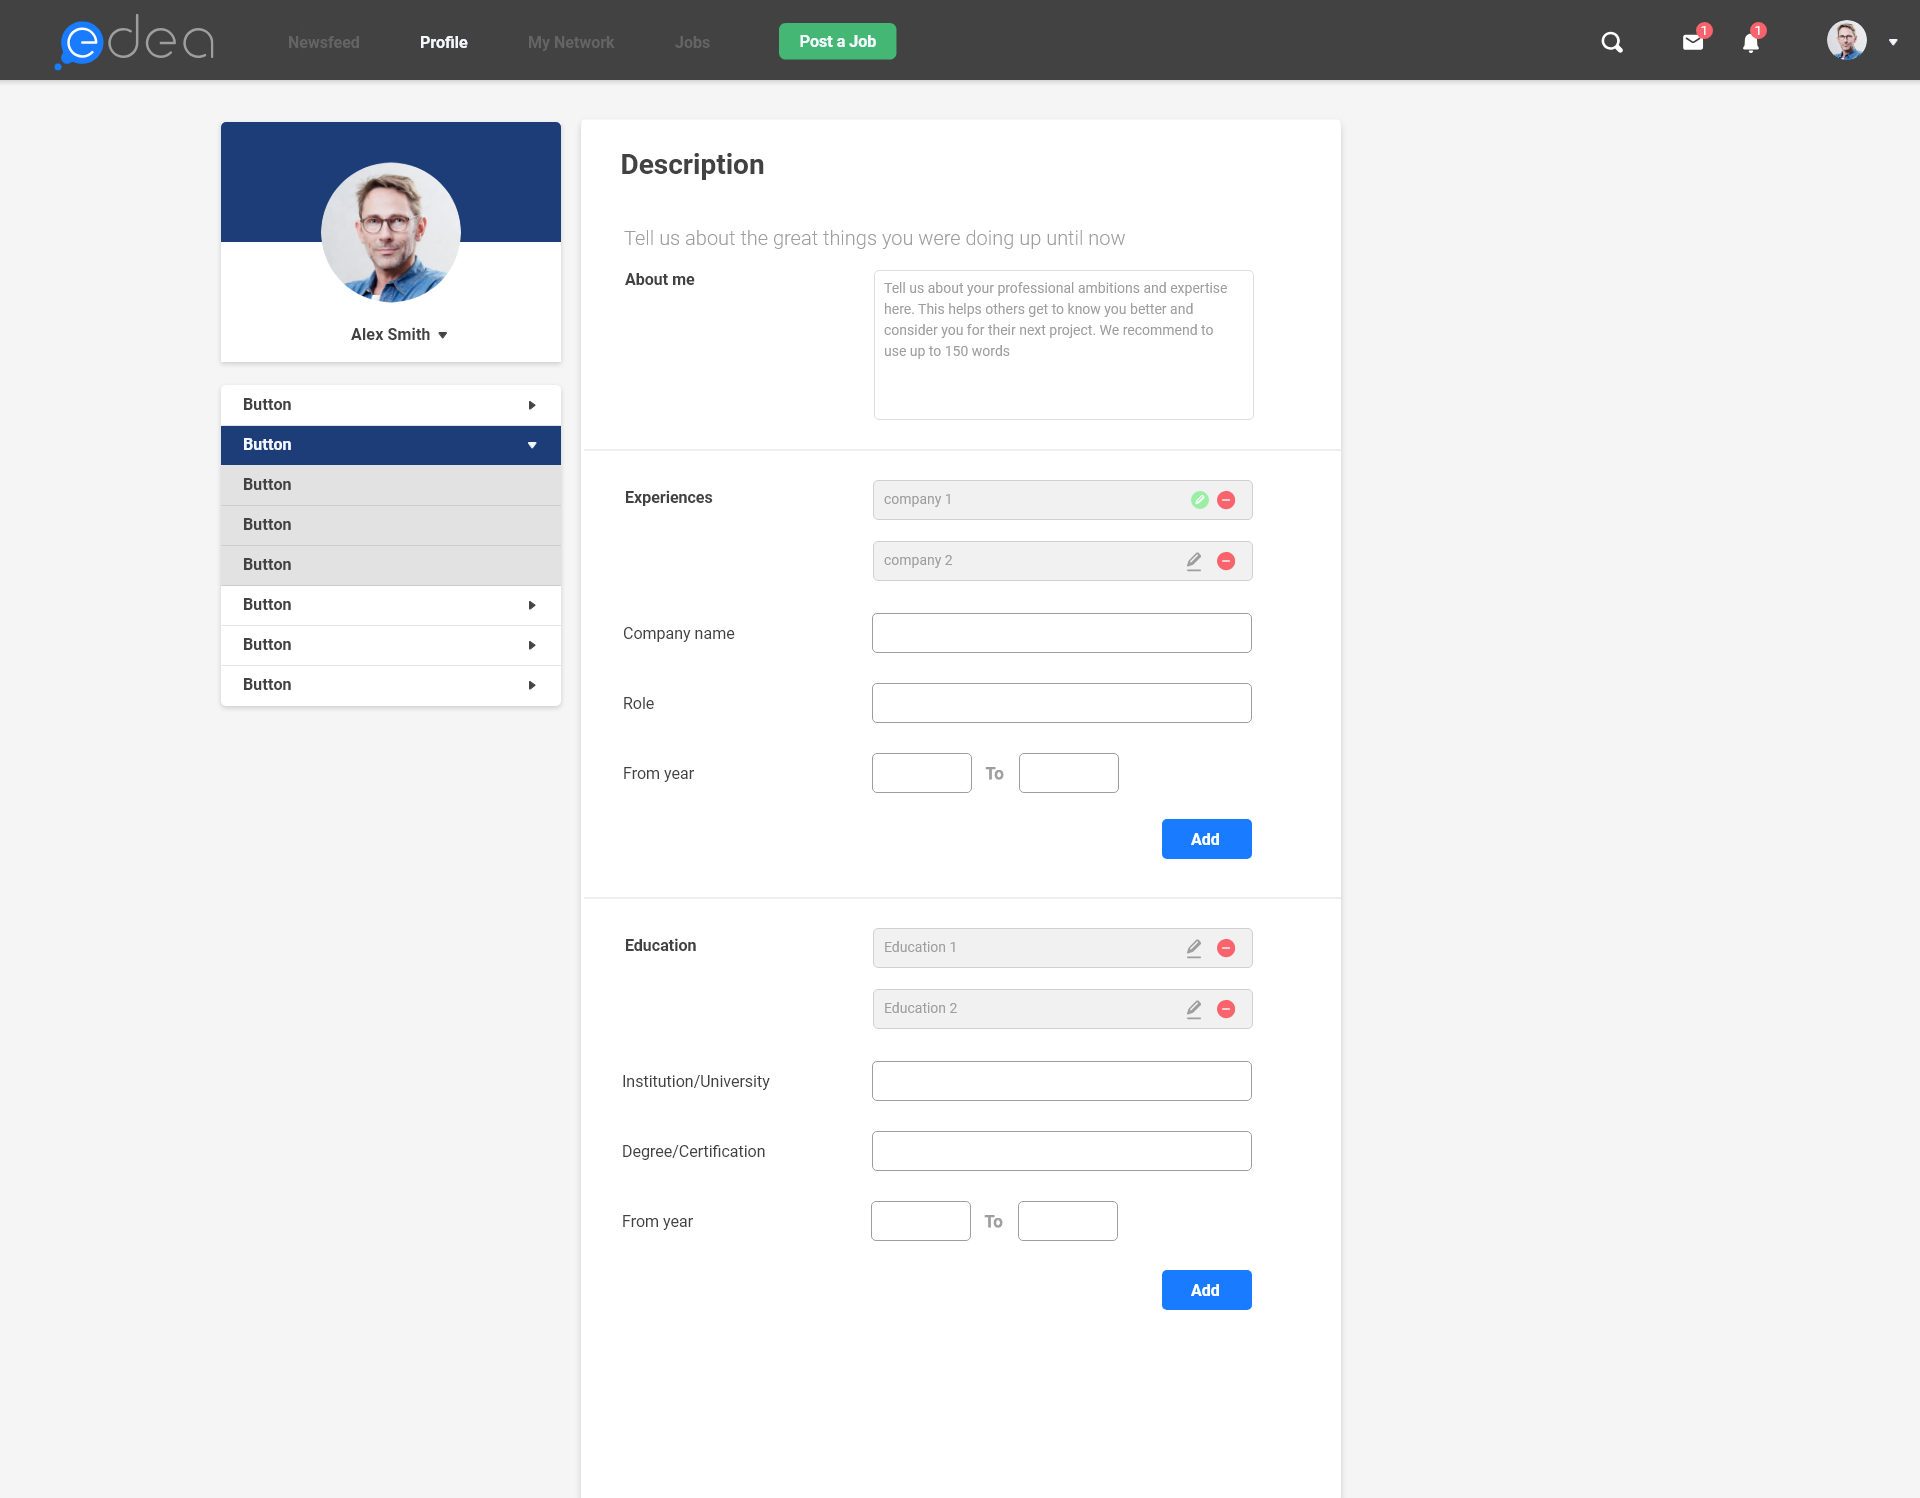 edea
Newsfeed Profile My Network Jobs Post a Job 1 1
Description
Tell us about the great things you were doing up until now
About me
Tell us about your professional ambitions and expertise
here. This helps others get to know you better and
consider you for their next project. We recommend to
use up to 150 words
Alex Smith
Button
Button
Button
Button
Button
Button
Button
Button
Experiences
company 1
company 2
Company name
Role
From year To
Add
Education
Education 1
Education 2
Institution/University
Degree/Certification
From year To
Add